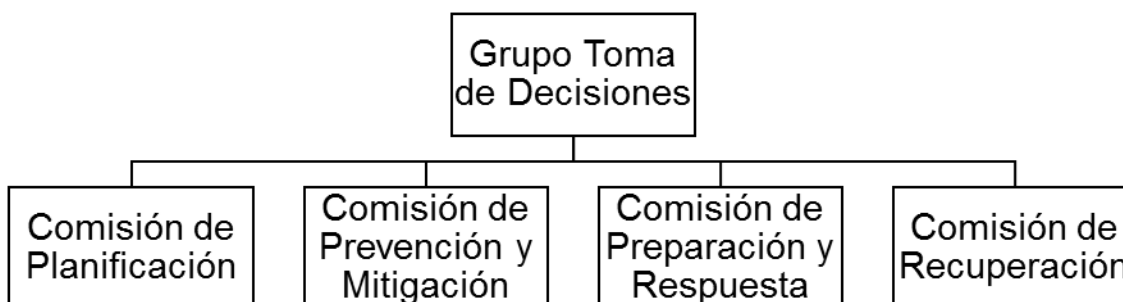 Grupo Toma
de Decisiones
Comisión de
Planificación
Comisión de
Prevención y
Mitigación
Comisión de
Preparación y
Respuesta
Comisión de
Recuperación